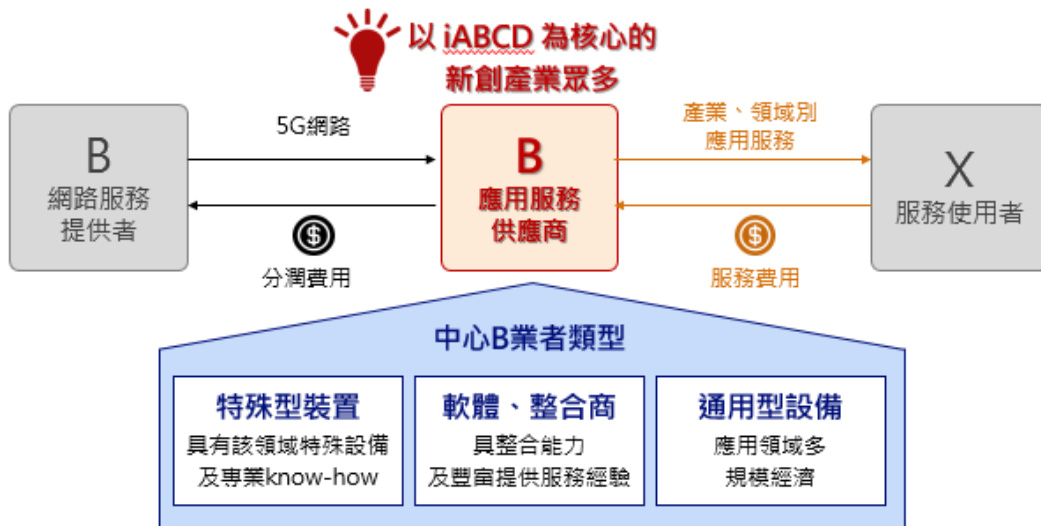 以 iABCD 為核心的
新創產業眾多
B
網路服務
提供者
5G網路
分潤費用
B
應用服務
供應商
產業、領域別
應用服務
服務費用
X
服務使用者
中心B業者類型
特殊型裝置
具有該領域特殊設備
及專業know-how
軟體、整合商
具整合能力
及豐富提供服務經驗
通用型設備
應用領域多
規模經濟